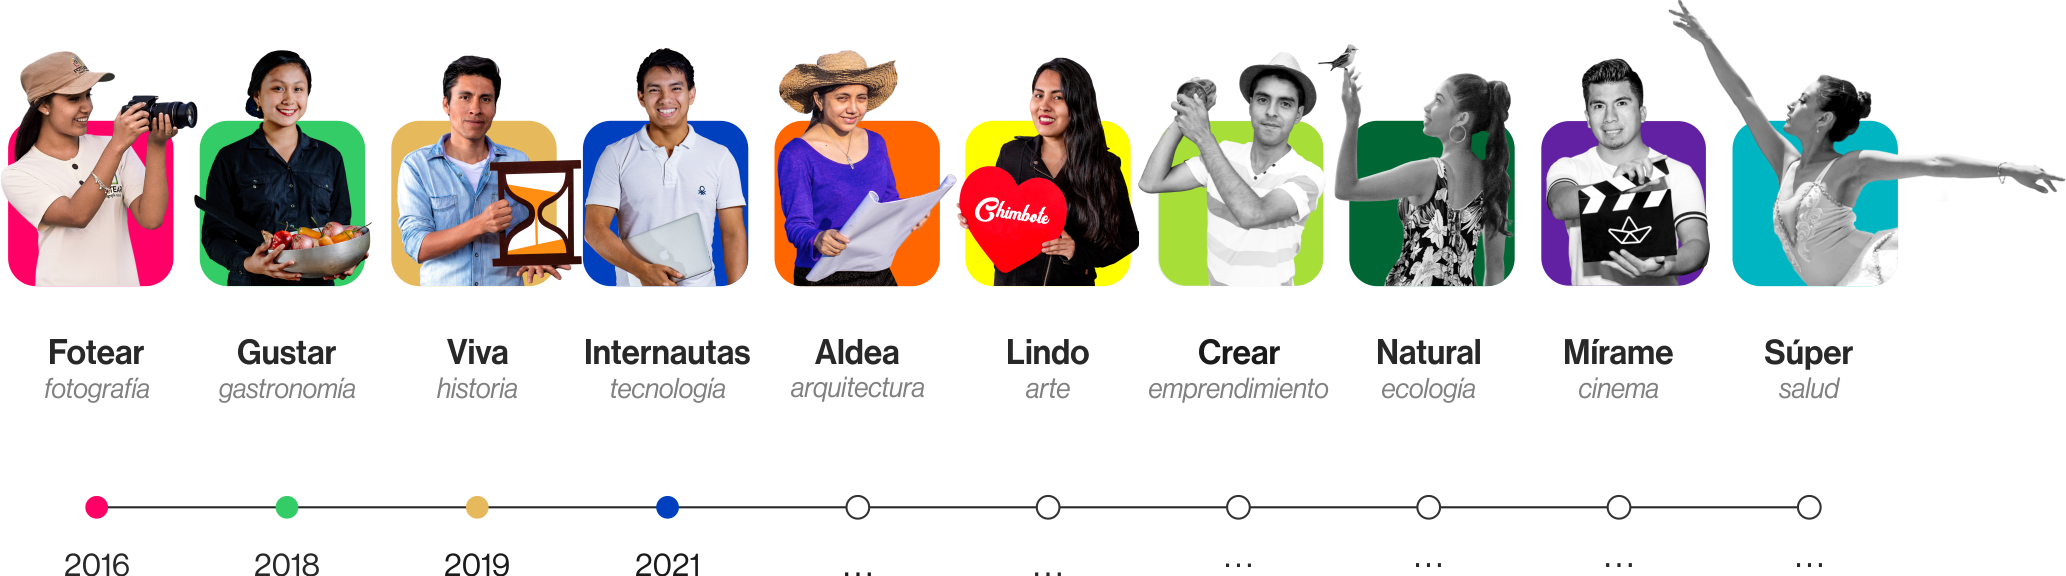 Chimbote
Fotear
fotografía
Gustar
gastronomía
Viva
historia
Internautas
tecnología
Aldea
arquitectura
Lindo
arte
Crear
emprendimiento
Natural
ecología
Mírame
cinema
Súper
salud
2016
2018
2019
2021
...
...
...
...
...
...